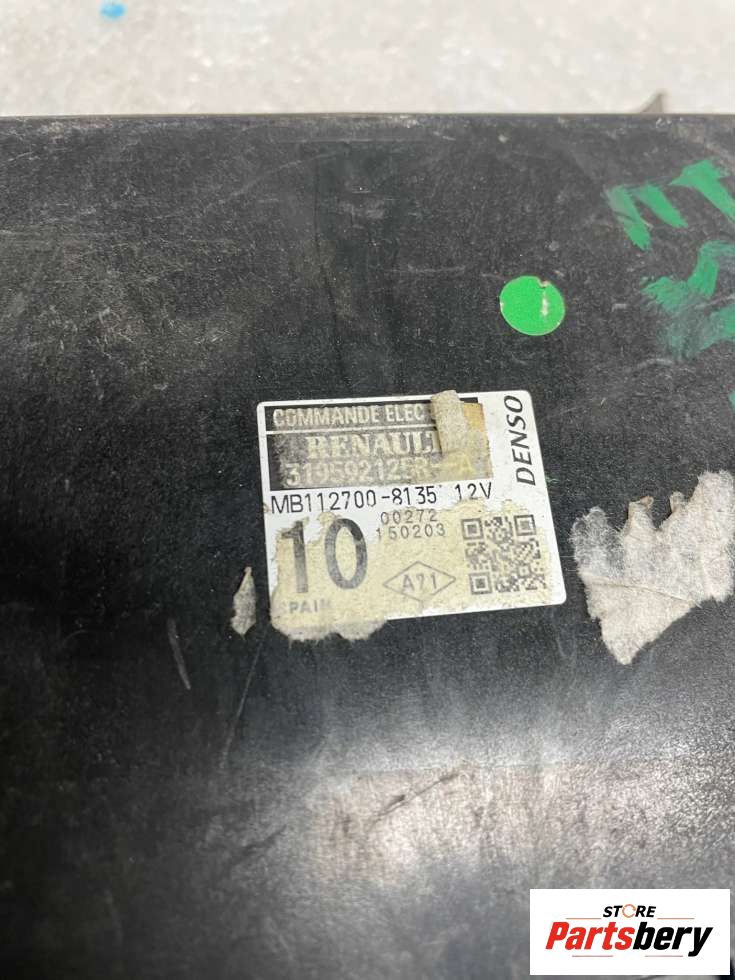 COMMANDE ELEC
RENAULT
DENSO
MB112700-8135 12V
10
00272
150203
A71
SPAIN
STORE
Partsbery